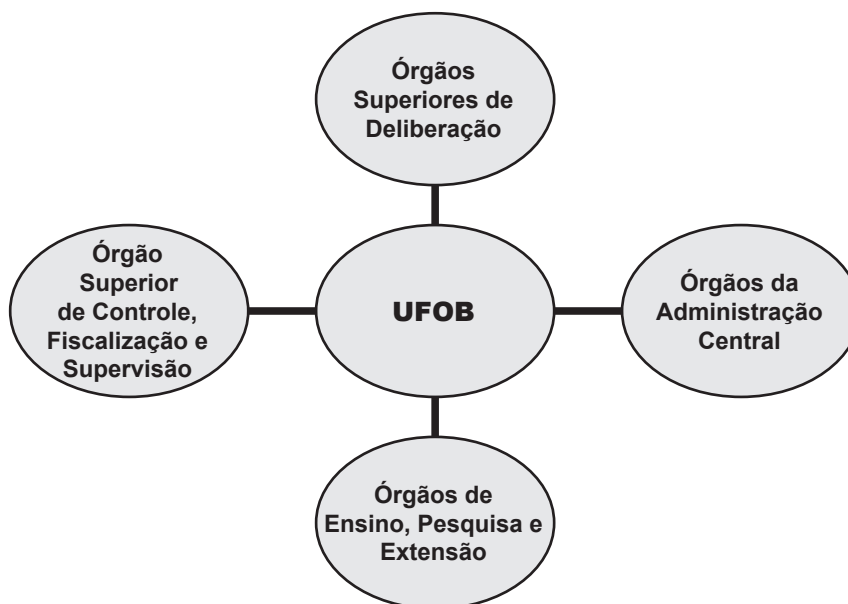 Órgãos
Superiores de
Deliberação
Órgão
Superior
de Controle,
Fiscalização e
Supervisão
UFOB
Órgãos da
Administração
Central
Órgãos de
Ensino, Pesquisa e
Extensão